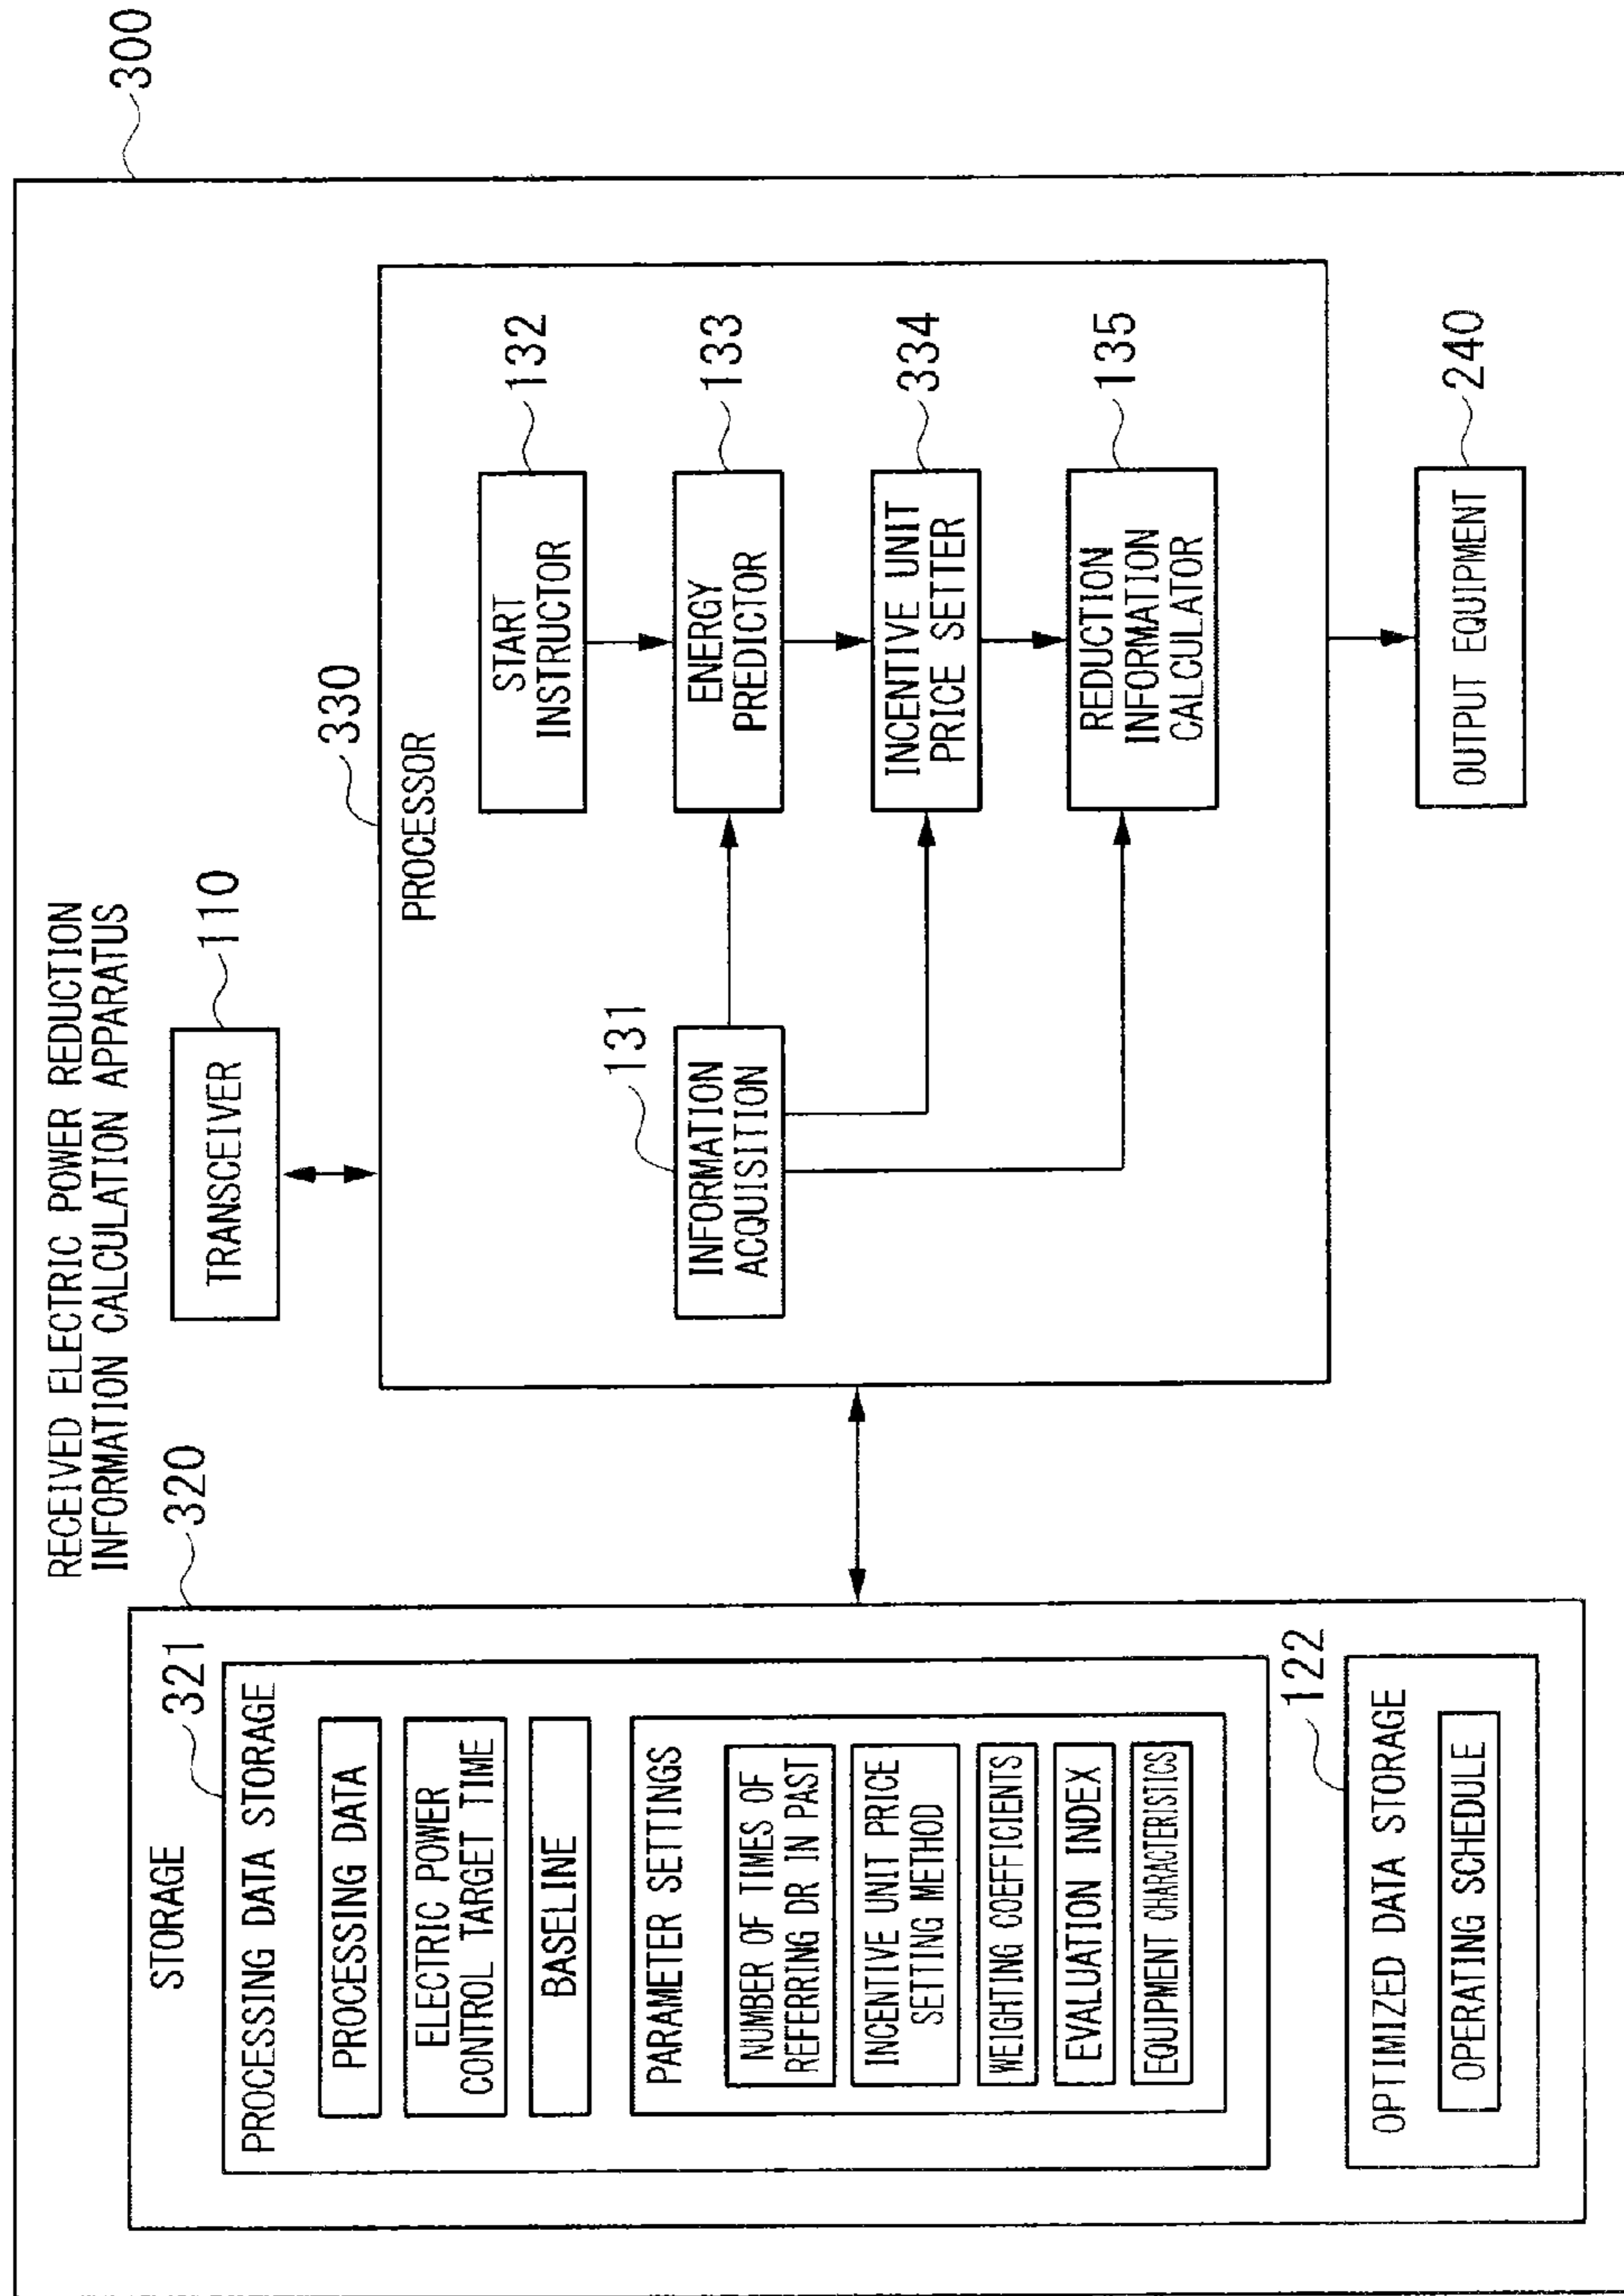 300
RECEIVED ELECTRIC POWER REDUCTION
INFORMATION CALCULATION APPARATUS
320
STORAGE
321
PROCESSING DATA STORAGE
PROCESSING DATA
ELECTRIC POWER
CONTROL TARGET TIME
BASELINE
PARAMETER SETTINGS
NUMBER OF TIMES OF
REFERRING DR IN PAST
INCENTIVE UNIT PRICE
SETTING METHOD
WEIGHTING COEFFICIENTS
EVALUATION INDEX
EQUIPMENT CHARACTERISTICS
122
OPTIMIZED DATA STORAGE
OPERATING SCHEDULE
110
TRANSCEIVER
330
PROCESSOR
131
INFORMATION
ACQUISITION
132
START
INSTRUCTOR
133
ENERGY
PREDICTOR
334
INCENTIVE UNIT
PRICE SETTER
135
REDUCTION
INFORMATION
CALCULATOR
240
OUTPUT EQUIPMENT